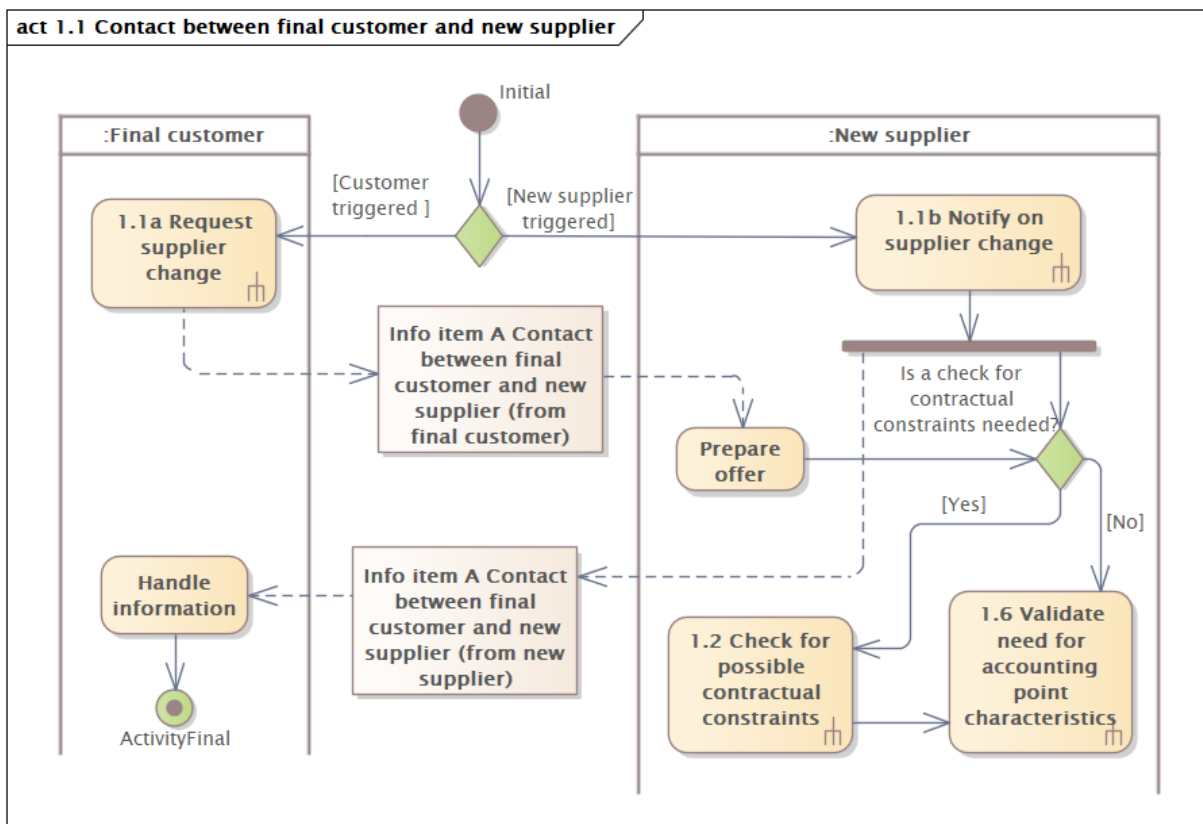 act 1.1 Contact between final customer and new supplier
Initial
:Final customer
:New supplier
[Customer
triggered ]
[New supplier
triggered]
1.1a Request
supplier
change
1.1b Notify on
supplier change
Info item A Contact
between final
customer and new
supplier (from
final customer)
Is a check for
contractual
constraints needed?
Prepare
offer
[Yes]
[No]
Handle
information
Info item A Contact
between final
customer and new
supplier (from new
supplier)
1.2 Check for
possible
contractual
constraints
1.6 Validate
need for
accounting
point
characteristics
ActivityFinal